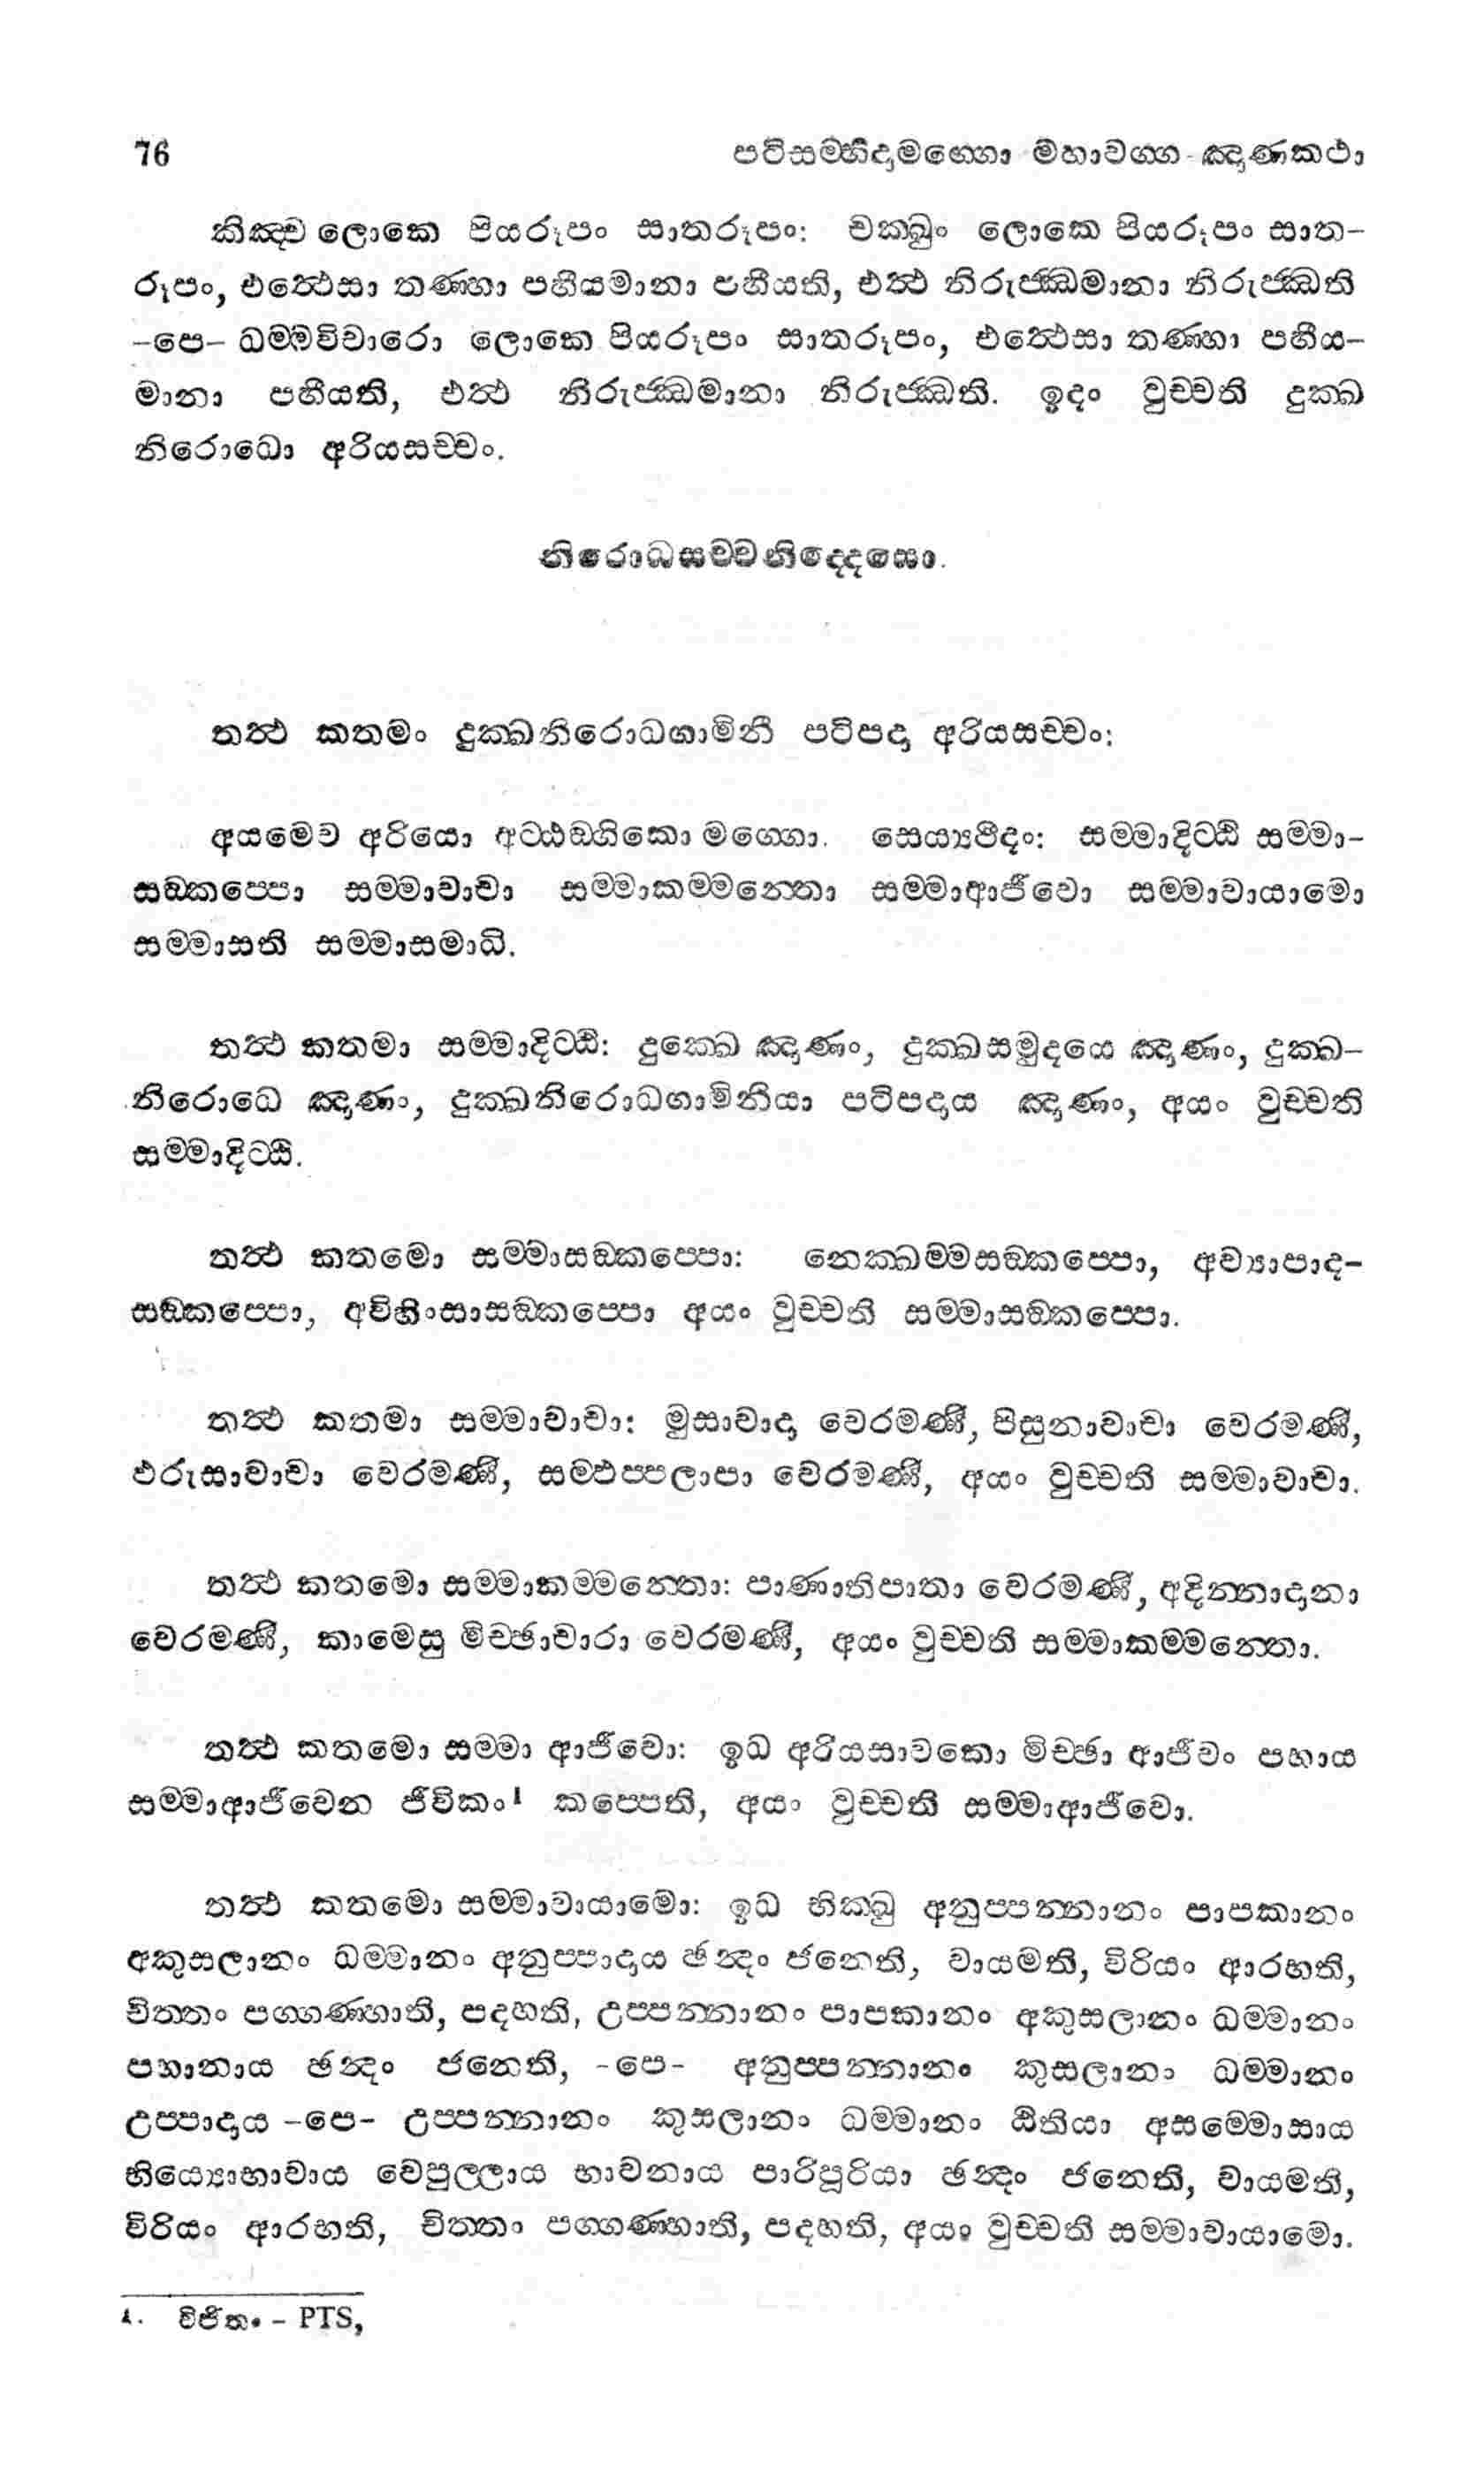 76 පටිසම්භිදාමග්ගො මහාවග්ග - ඤාණකථා
කිඤ්ච ලොකෙ පියරූපං සාතරූපං: චක්ඛුං ලොකෙ පියරූපං සාත-
රූපං, එත්ථෙසා තණ්හා පහීයමානා පහීයති, එත්ථ නිරුජ්ඣමානා නිරුජ්ඣති
-පෙ- ධම්මවිචාරො ලොකෙ පියරූපං සාතරූපං, එත්ථෙසා තණ්හා පහීය-
මානා පහීයති, එත්ථ නිරුජ්ඣමානා නිරුජ්ඣති. ඉදං වුච්චති දුක්ඛ
නිරොධො අරියසච්චං.
නිරොධසච්චනිද්දෙසො.
තත්ථ කතමං දුක්ඛනිරොධගාමිනී පටිපදා අරියසච්චං:
අයමෙව අරියො අට්ඨඞ්ගිකො මග්ගො. සෙය්‍යථිදං: සම්මාදිට්ඨි සම්මා-
සඞ්කප්පො සම්මාවාචා සම්මාකම්මන්තො සම්මාආජීවො සම්මාවායාමො
සම්මාසති සම්මාසමාධි.
තත්ථ කතමා සම්මාදිට්ඨි: දුක්ඛෙ ඤාණං, දුක්ඛසමුදයෙ ඤාණං, දුක්ඛ-
නිරොධෙ ඤාණං, දුක්ඛනිරොධගාමිනියා පටිපදාය ඤාණං, අයං වුච්චති
සම්මාදිට්ඨි.
තත්ථ කතමො සම්මාසඞ්කප්පො: නෙක්ඛම්මසඞ්කප්පො, අව්‍යාපාද-
සඞ්කප්පො, අවිහිංසාසඞ්කප්පො අයං වුච්චති සම්මාසඞ්කප්පො.
තත්ථ කතමා සම්මාවාචා: මුසාවාදා වෙරමණී, පිසුනාවාචා වෙරමණී,
ඵරුසාවාචා වෙරමණී, සම්ඵප්පලාපා වෙරමණී, අයං වුච්චති සම්මාවාචා.
තත්ථ කතමො සම්මාකම්මන්තො: පාණාතිපාතා වෙරමණී, අදින්නාදානා
වෙරමණී, කාමෙසු මිච්ඡාචාරා වෙරමණී, අයං වුච්චති සම්මාකම්මන්තො.
තත්ථ කතමො සම්මා ආජීවො: ඉධ අරියසාවකො මිච්ඡා ආජීවං පහාය
සම්මාආජීවෙන ජීවිකං¹ කප්පෙති, අයං වුච්චති සම්මාආජීවො.
තත්ථ කතමො සම්මාවායාමො: ඉධ භික්ඛු අනුප්පන්නානං පාපකානං
අකුසලානං ධම්මානං අනුප්පාදාය ඡන්දං ජනෙති, වායමති, විරියං ආරභති,
චිත්තං පග්ගණ්හාති, පදහති, උප්පන්නානං පාපකානං අකුසලානං ධම්මානං
පහානාය ඡන්දං ජනෙති, -පෙ- අනුප්පන්නානං කුසලානං ධම්මානං
උප්පාදාය -පෙ- උප්පන්නානං කුසලානං ධම්මානං ඨිතියා අසම්මොසාය
භිය්‍යොභාවාය වෙපුල්ලාය භාවනාය පාරිපූරියා ඡන්දං ජනෙති, වායමති,
විරියං ආරභති, චිත්තං පග්ගණ්හාති, පදහති, අයං වුච්චති සම්මාවායාමො.
1. විජිතං - PTS,